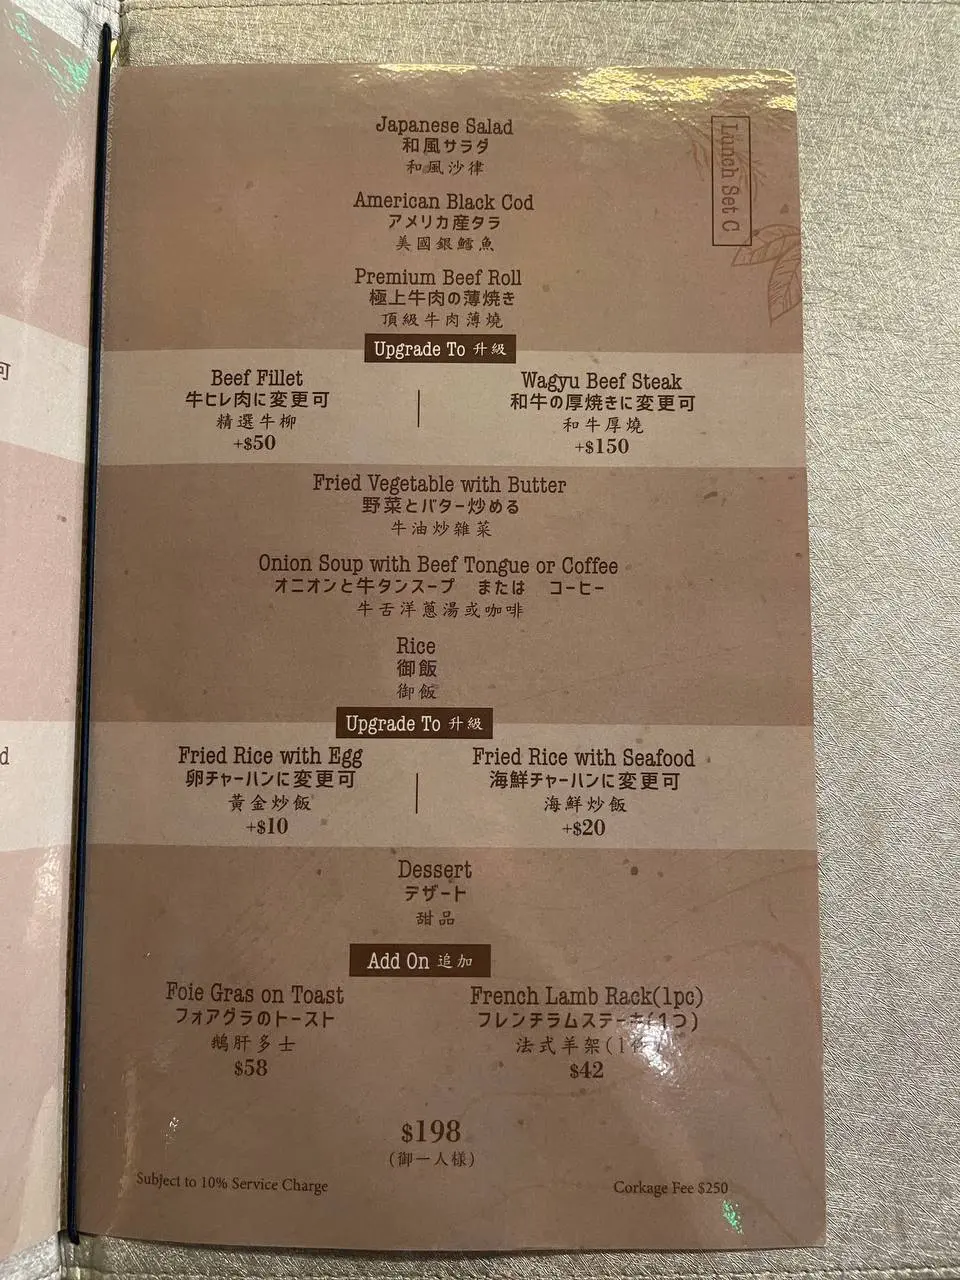 Lunch Set C
Japanese Salad
和風サラダ
和風沙律
American Black Cod
アメリカ産タラ
美國銀鱈魚
Premium Beef Roll
極上牛肉の薄焼き
頂級牛肉薄燒
Upgrade To 升級
Beef Fillet
牛ヒレ肉に変更可
精選牛柳
+$50
Wagyu Beef Steak
和牛の厚焼きに変更可
和牛厚燒
+$150
Fried Vegetable with Butter
野菜とバター炒める
牛油炒雜菜
Onion Soup with Beef Tongue or Coffee
オニオンと牛タンスープ または コーヒー
牛舌洋蔥湯或咖啡
Rice
御飯
御飯
Upgrade To 升級
Fried Rice with Egg
卵チャーハンに変更可
黃金炒飯
+$10
Fried Rice with Seafood
海鮮チャーハンに変更可
海鮮炒飯
+$20
Dessert
デザート
甜品
Add On 追加
Foie Gras on Toast
フォアグラのトースト
鵝肝多士
$58
French Lamb Rack(1pc)
フレンチラムステーキ(1つ)
法式羊架(1
$42
$198
(御一人様)
Subject to 10% Service Charge
Corkage Fee $250
可
d